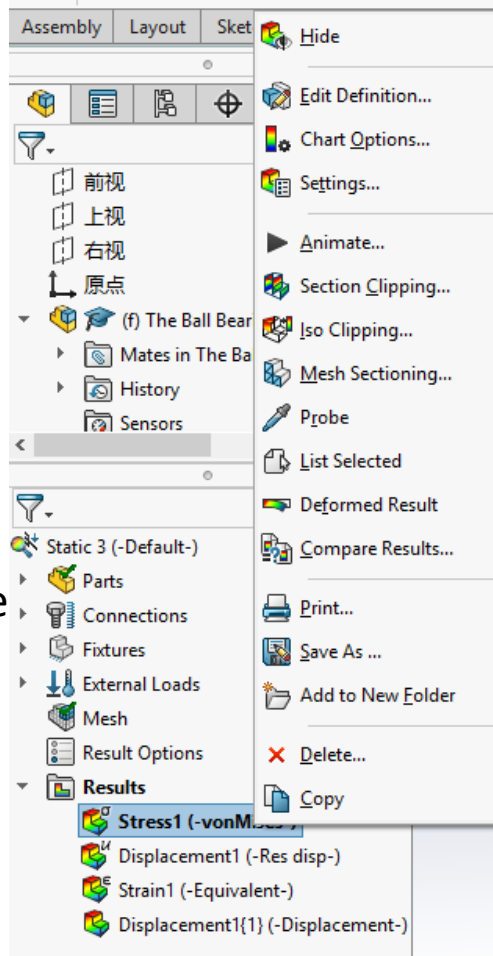 Assembly Layout Sket
前视
上视
右视
原点
(f) The Ball Bear
Mates in The Ba
History
Sensors
Static 3 (-Default-)
Parts
e
Connections
Fixtures
External Loads
Mesh
Result Options
Results
Stress1 (-vonMises-)
Displacement1 (-Res disp-)
Strain1 (-Equivalent-)
Displacement1{1} (-Displacement-)
Hide
Edit Definition...
Chart Options...
Settings...
Animate...
Section Clipping...
Iso Clipping...
Mesh Sectioning...
Probe
List Selected
Deformed Result
Compare Results...
Print...
Save As ...
Add to New Folder
Delete...
Copy